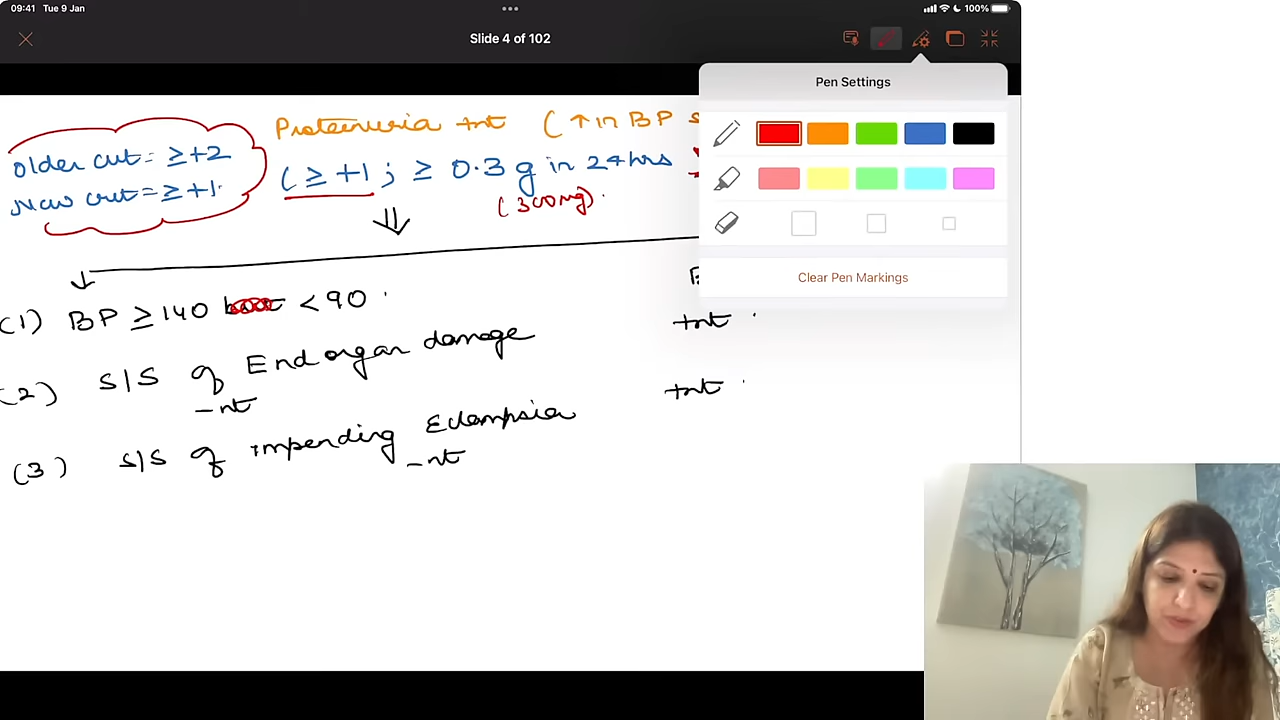 09:41 Tue 9 Jan
100%
Slide 4 of 102
Pen Settings
Clear Pen Markings
Proteinuria +nt (↑ in BP
Older cut = ≥+2
New cut = ≥+1.
(≥ +1 ; ≥ 0.3 g in 24 hrs
(300mg).
(1) BP ≥ 140 < 90
+nt
(2) S/S of End organ damage
-nt
+nt
(3) S/S of impending Eclampsia
-nt